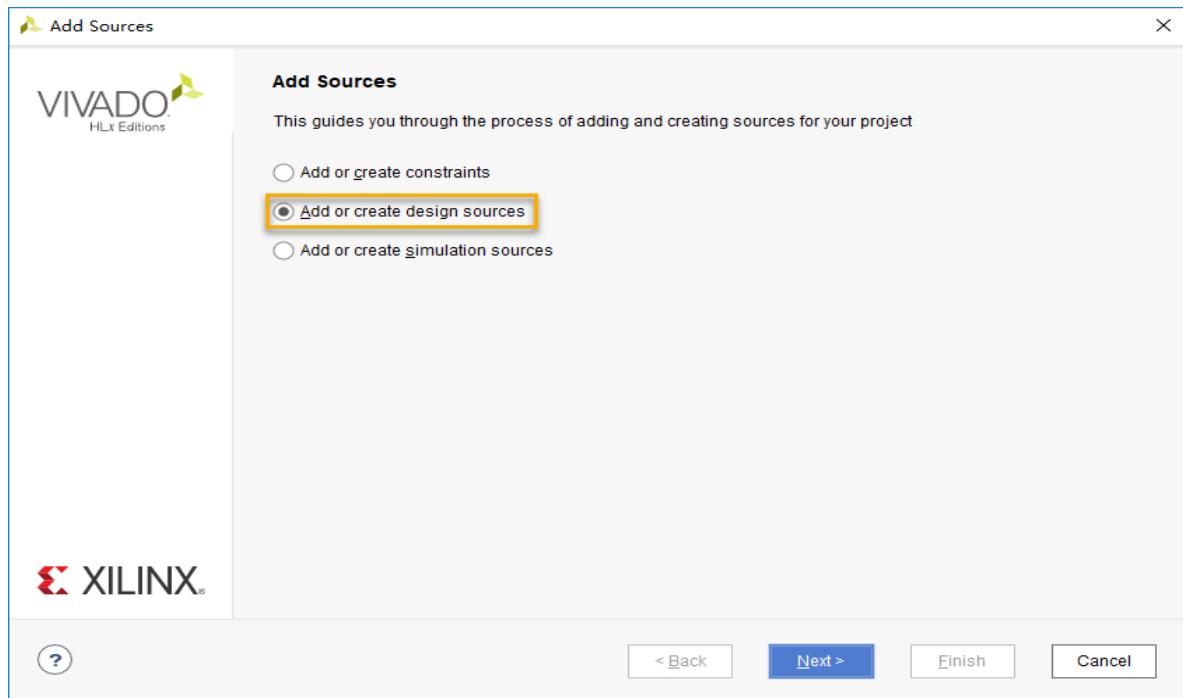 Add Sources
VIVADO.
HLx Editions
Add Sources
This guides you through the process of adding and creating sources for your project
Add or create constraints
Add or create design sources
Add or create simulation sources
XILINX.
?
< Back
Next >
Finish
Cancel